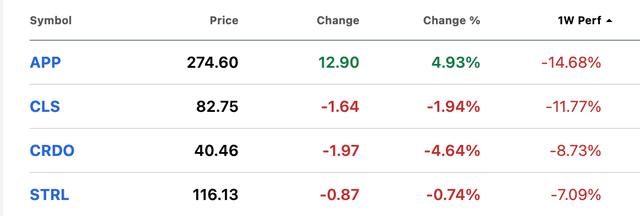 Symbol Price Change Change % 1W Perf
APP 274.60 12.90 4.93% -14.68%
CLS 82.75 -1.64 -1.94% -11.77%
CRDO 40.46 -1.97 -4.64% -8.73%
STRL 116.13 -0.87 -0.74% -7.09%